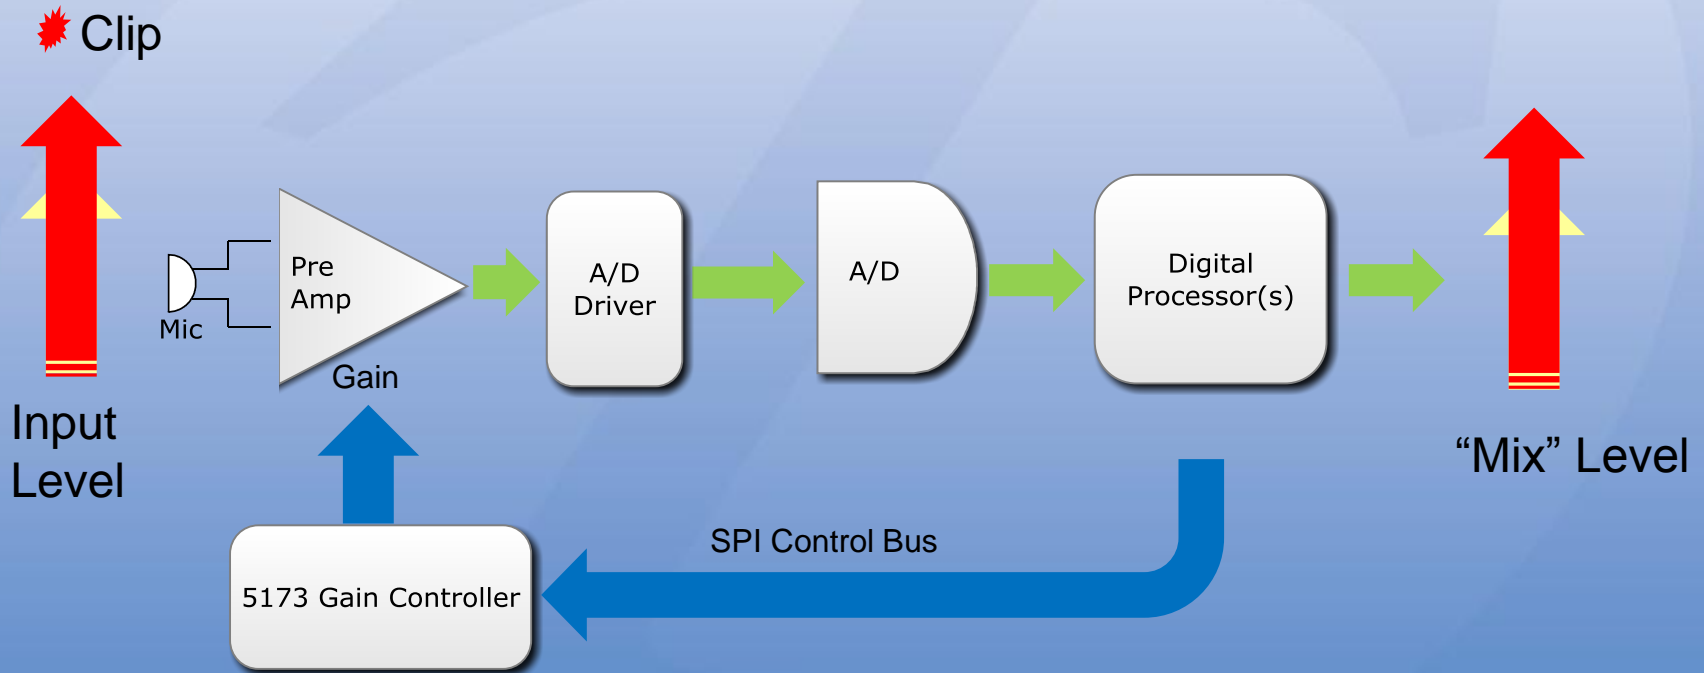 Clip
Pre
Amp
A/D
Driver
A/D
Digital
Processor(s)
Mic
Gain
Input
Level
“Mix” Level
SPI Control Bus
5173 Gain Controller